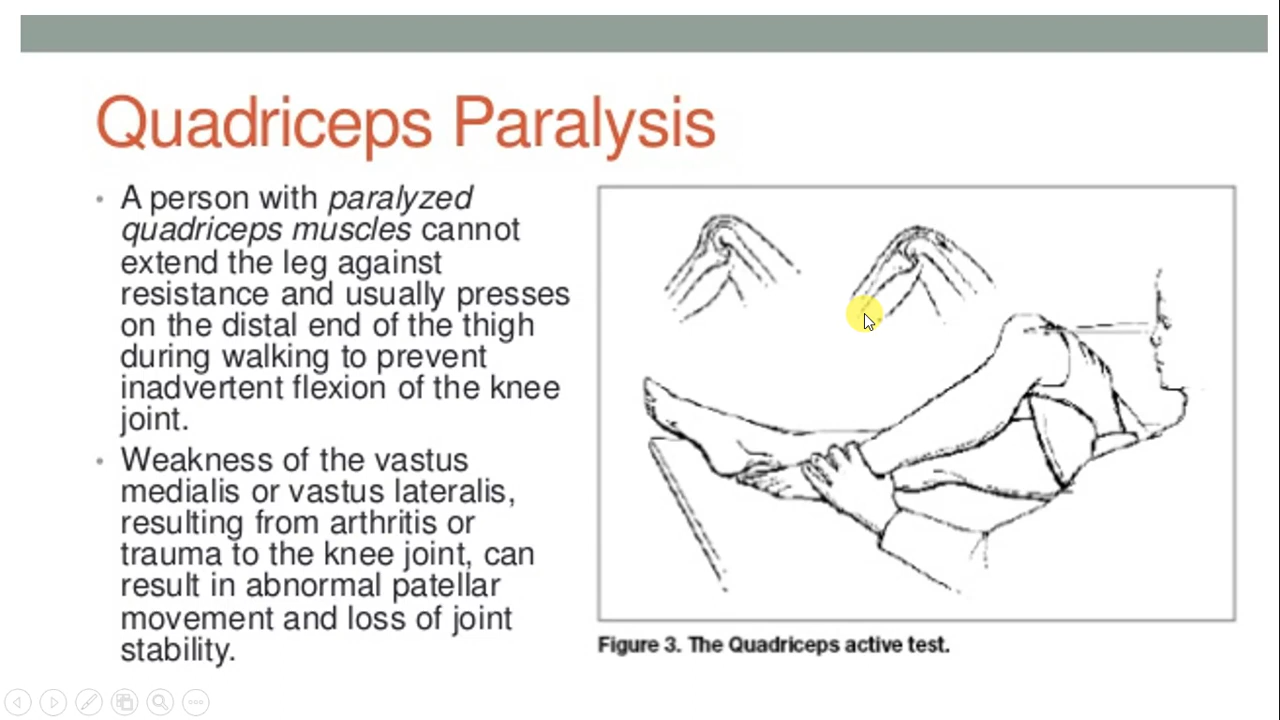 Quadriceps Paralysis
• A person with paralyzed
quadriceps muscles cannot
extend the leg against
resistance and usually presses
on the distal end of the thigh
during walking to prevent
inadvertent flexion of the knee
joint.
• Weakness of the vastus
medialis or vastus lateralis,
resulting from arthritis or
trauma to the knee joint, can
result in abnormal patellar
movement and loss of joint
stability.
Figure 3. The Quadriceps active test.